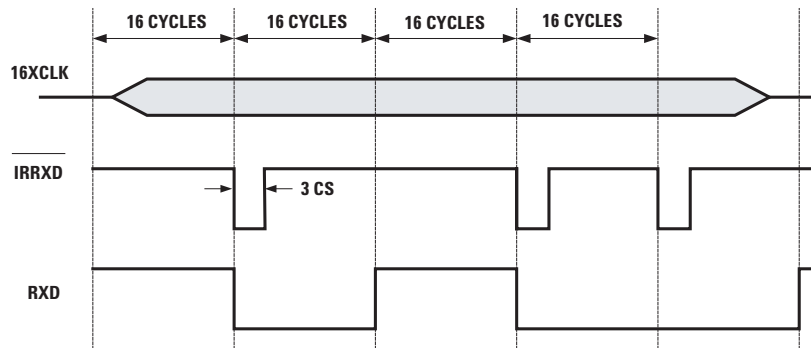 16 CYCLES 16 CYCLES 16 CYCLES 16 CYCLES
16XCLK
IRRXD
3 CS
RXD